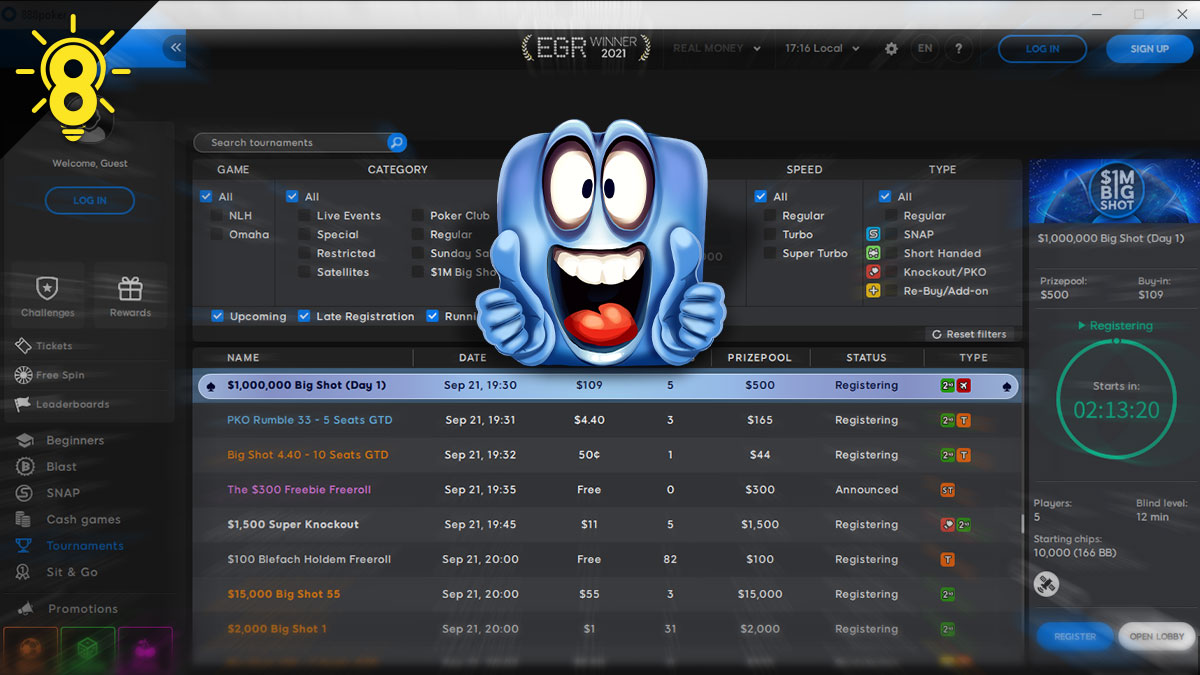 888poker
8
EGR WINNER 2021
REAL MONEY
17:16 Local
EN
?
LOG IN
SIGN UP
Welcome, Guest
LOG IN
Challenges
Rewards
Tickets
Free Spin
Leaderboards
Beginners
Blast
SNAP
Cash games
Tournaments
Sit & Go
Promotions
Search tournaments
GAME
CATEGORY
SPEED
TYPE
All
NLH
Omaha
All
Live Events
Special
Restricted
Satellites
Poker Club
Regular
Sunday
$1M Big
All
Regular
Turbo
Super Turbo
All
Regular
S SNAP
Short Handed
Knockout/PKO
Re-Buy/Add-on
Upcoming
Late Registration
Reset filters
NAME DATE PRIZEPOOL STATUS TYPE
$1,000,000 Big Shot (Day 1) Sep 21, 19:30 $109 5 $500 Registering 2nd
PKO Rumble 33 - 5 Seats GTD Sep 21, 19:31 $4.40 3 $165 Registering 2nd T
Big Shot 4.40 - 10 Seats GTD Sep 21, 19:32 50¢ 1 $44 Registering 2nd T
The $300 Freebie Freeroll Sep 21, 19:35 Free 0 $300 Announced ST
$1,500 Super Knockout Sep 21, 19:45 $11 5 $1,500 Registering 2nd
$100 Blefach Holdem Freeroll Sep 21, 20:00 Free 82 $100 Registering T
$15,000 Big Shot 55 Sep 21, 20:00 $55 3 $15,000 Registering 2nd
$2,000 Big Shot 1 Sep 21, 20:00 $1 31 $2,000 Registering 2nd
$1M
BIG
SHOT
$1,000,000 Big Shot (Day 1)
Prizepool: Buy-in:
$500 $109
Registering
Starts in:
02:13:20
Players: Blind level:
5 12 min
Starting chips:
10,000 (166 BB)
REGISTER
OPEN LOBBY